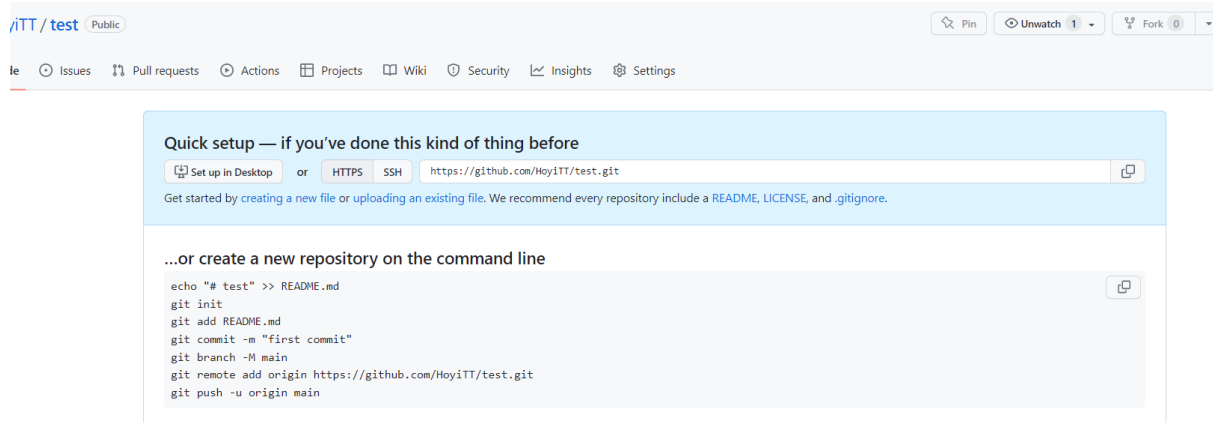 yiTT / test Public
Pin
Unwatch 1
Fork 0
de
Issues
Pull requests
Actions
Projects
Wiki
Security
Insights
Settings
Quick setup — if you’ve done this kind of thing before
Set up in Desktop or HTTPS SSH https://github.com/HoyiTT/test.git
Get started by creating a new file or uploading an existing file. We recommend every repository include a README, LICENSE, and .gitignore.
…or create a new repository on the command line
echo "# test" >> README.md
git init
git add README.md
git commit -m "first commit"
git branch -M main
git remote add origin https://github.com/HoyiTT/test.git
git push -u origin main